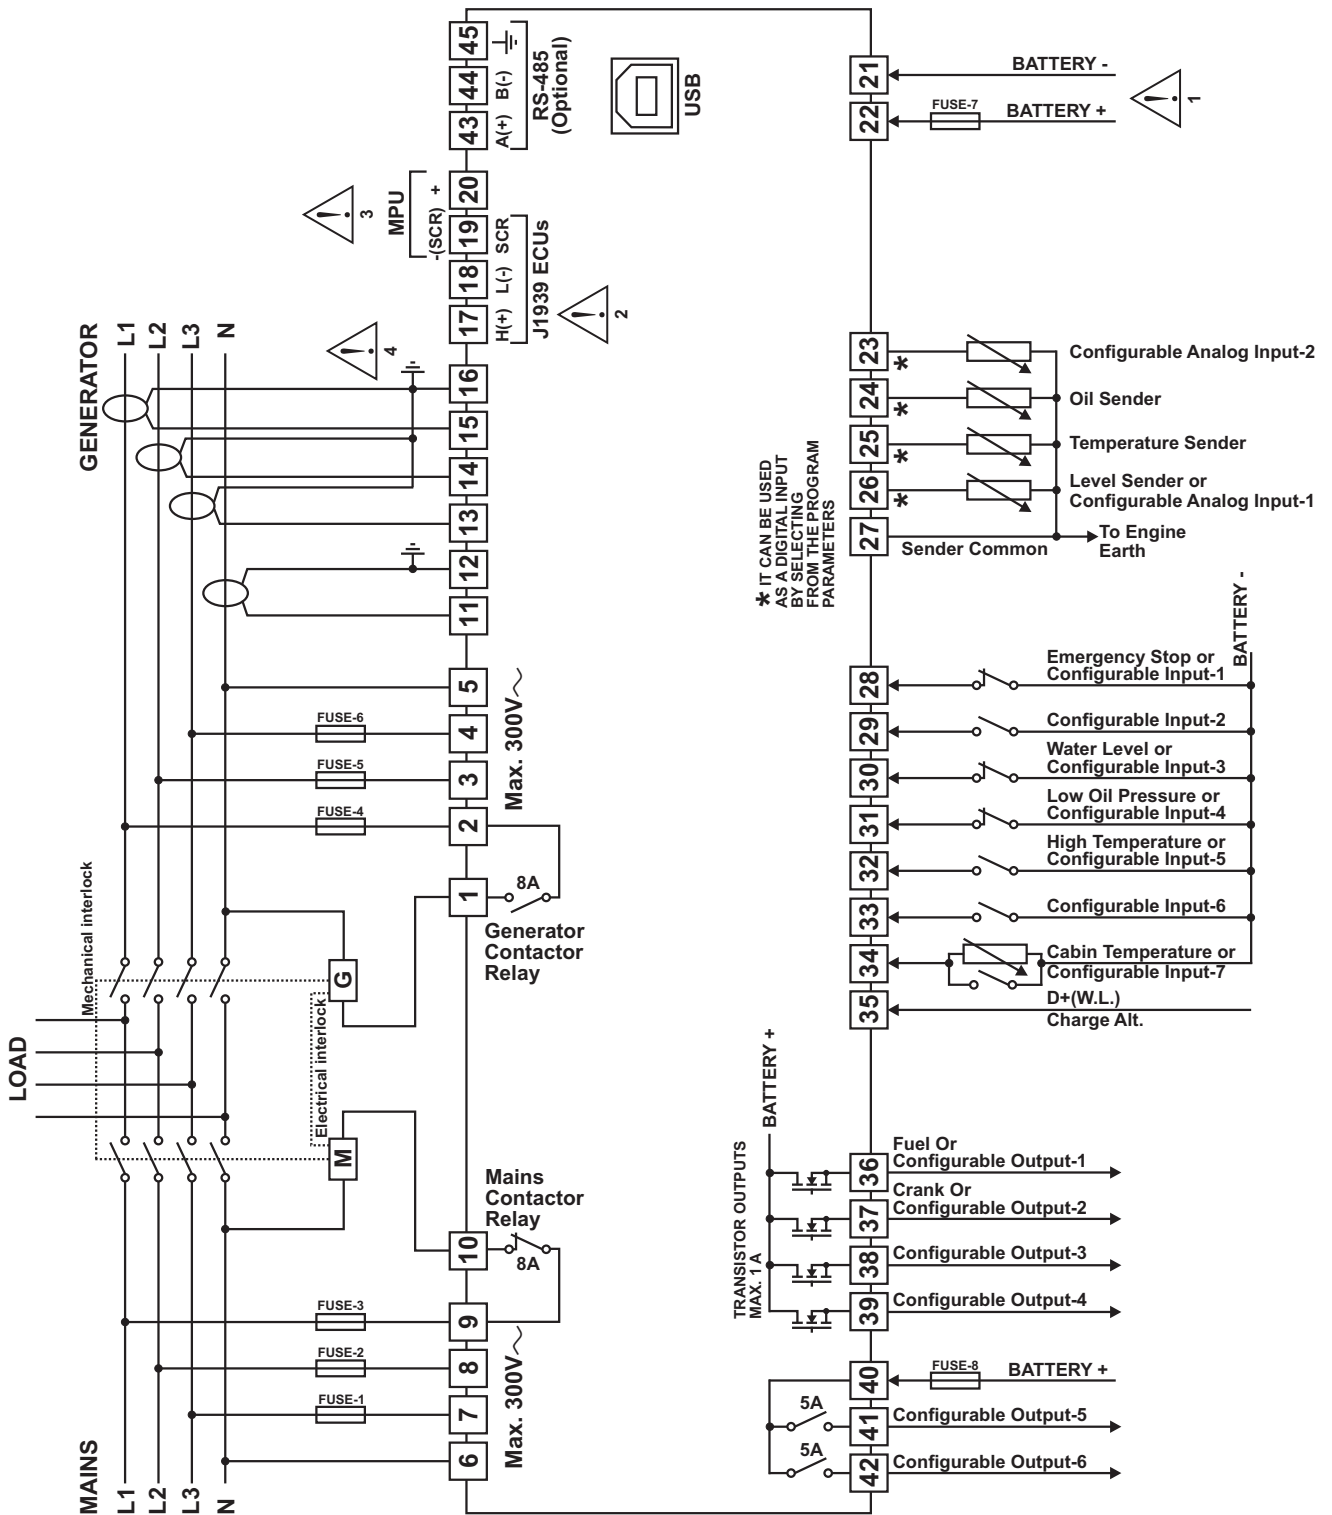 45
44
43
B(-)
A(+)
RS-485
(Optional)
USB
20
19
18
17
MPU
-(SCR) +
H(+) L(-) SCR
J1939 ECUs
3
2
4
GENERATOR
L1
L2
L3
N
16
15
14
13
12
11
5
4
3
2
FUSE-6
FUSE-5
FUSE-4
Max. 300V
1
8A
Generator
Contactor
Relay
Mechanical interlock
G
LOAD
Electrical interlock
M
Mains
Contactor
Relay
10
8A
9
8
7
6
FUSE-3
FUSE-2
FUSE-1
Max. 300V
MAINS
L1
L2
L3
N
21
BATTERY -
22
FUSE-7
BATTERY +
1
23
*
Configurable Analog Input-2
24
*
Oil Sender
25
*
Temperature Sender
26
*
Level Sender or
Configurable Analog Input-1
27
Sender Common
To Engine
Earth
* IT CAN BE USED
AS A DIGITAL INPUT
BY SELECTING
FROM THE PROGRAM
PARAMETERS
BATTERY -
28
Emergency Stop or
Configurable Input-1
29
Configurable Input-2
30
Water Level or
Configurable Input-3
31
Low Oil Pressure or
Configurable Input-4
32
High Temperature or
Configurable Input-5
33
Configurable Input-6
34
Cabin Temperature or
Configurable Input-7
35
D+(W.L.)
Charge Alt.
BATTERY +
TRANSISTOR OUTPUTS
MAX. 1 A
36
Fuel Or
Configurable Output-1
37
Crank Or
Configurable Output-2
38
Configurable Output-3
39
Configurable Output-4
40
FUSE-8
BATTERY +
5A
41
Configurable Output-5
5A
42
Configurable Output-6